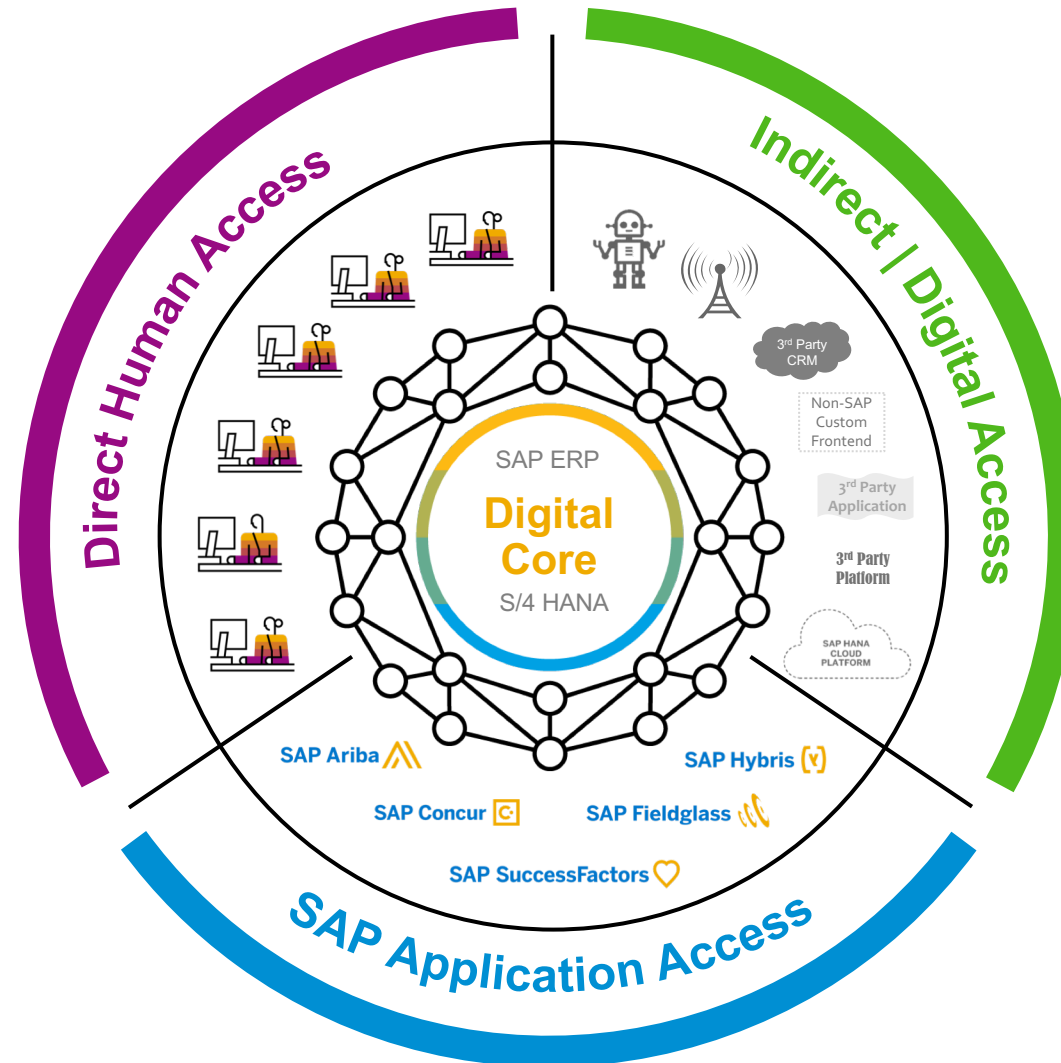 Direct Human Access
Indirect | Digital Access
3rd Party
CRM
Non-SAP
Custom
Frontend
3rd Party
Application
3rd Party
Platform
SAP HANA
CLOUD
PLATFORM
SAP ERP
Digital
Core
S/4 HANA
SAP Ariba
SAP Hybris
SAP Concur
SAP Fieldglass
SAP SuccessFactors
SAP Application Access